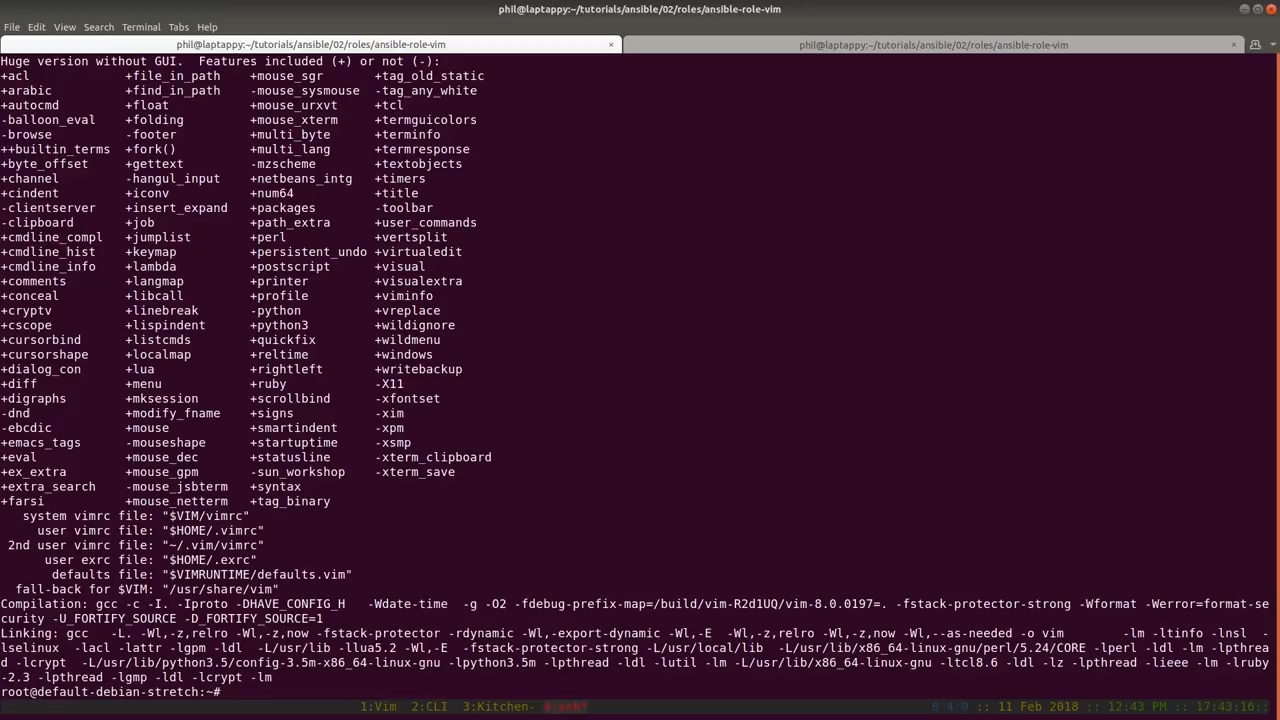 phil@laptappy:~/tutorials/ansible/02/roles/ansible-role-vim
File Edit View Search Terminal Tabs Help
phil@laptappy:~/tutorials/ansible/02/roles/ansible-role-vim × phil@laptappy:~/tutorials/ansible/02/roles/ansible-role-vim ×
Huge version without GUI.  Features included (+) or not (-):
+acl +file_in_path +mouse_sgr +tag_old_static
+arabic +find_in_path -mouse_sysmouse -tag_any_white
+autocmd +float +mouse_urxvt +tcl
-balloon_eval +folding +mouse_xterm +termguicolors
-browse -footer +multi_byte +terminfo
++builtin_terms +fork() +multi_lang +termresponse
+byte_offset +gettext -mzscheme +textobjects
+channel -hangul_input +netbeans_intg +timers
+cindent +iconv +num64 +title
-clientserver +insert_expand +packages -toolbar
-clipboard +job +path_extra +user_commands
+cmdline_compl +jumplist +perl +vertsplit
+cmdline_hist +keymap +persistent_undo +virtualedit
+cmdline_info +lambda +postscript +visual
+comments +langmap +printer +visualextra
+conceal +libcall +profile +viminfo
+cryptv +linebreak -python +vreplace
+cscope +lispindent +python3 +wildignore
+cursorbind +listcmds +quickfix +wildmenu
+cursorshape +localmap +reltime +windows
+dialog_con +lua +rightleft +writebackup
+diff +menu +ruby -X11
+digraphs +mksession +scrollbind -xfontset
-dnd +modify_fname +signs -xim
-ebcdic +mouse +smartindent -xpm
+emacs_tags -mouseshape +startuptime -xsmp
+eval +mouse_dec +statusline -xterm_clipboard
+ex_extra +mouse_gpm -sun_workshop -xterm_save
+extra_search -mouse_jsbterm +syntax
+farsi +mouse_netterm +tag_binary
system vimrc file: "$VIM/vimrc"
user vimrc file: "$HOME/.vimrc"
2nd user vimrc file: "~/.vim/vimrc"
user exrc file: "$HOME/.exrc"
defaults file: "$VIMRUNTIME/defaults.vim"
fall-back for $VIM: "/usr/share/vim"
Compilation: gcc -c -I. -Iproto -DHAVE_CONFIG_H   -Wdate-time  -g -O2 -fdebug-prefix-map=/build/vim-R2d1UQ/vim-8.0.0197=. -fstack-protector-strong -Wformat -Werror=format-se
curity -U_FORTIFY_SOURCE -D_FORTIFY_SOURCE=1
Linking: gcc   -L. -Wl,-z,relro -Wl,-z,now -fstack-protector -rdynamic -Wl,-export-dynamic -Wl,-E  -Wl,-z,relro -Wl,-z,now -Wl,--as-needed -o vim        -lm -ltinfo -lnsl  -
lselinux  -lacl -lattr -lgpm -ldl  -L/usr/lib -llua5.2 -Wl,-E  -fstack-protector-strong -L/usr/local/lib  -L/usr/lib/x86_64-linux-gnu/perl/5.24/CORE -lperl -ldl -lm -lpthrea
d -lcrypt  -L/usr/lib/python3.5/config-3.5m-x86_64-linux-gnu -lpython3.5m -lpthread -ldl -lutil -lm -L/usr/lib/x86_64-linux-gnu -ltcl8.6 -ldl -lz -lpthread -lieee -lm -lruby
-2.3 -lpthread -lgmp -ldl -lcrypt -lm
root@default-debian-stretch:~#
1:Vim  2:CLI  3:Kitchen-  4:ssh* 0 4:0 :: 11 Feb 2018 :: 12:43 PM :: 17:43:16::